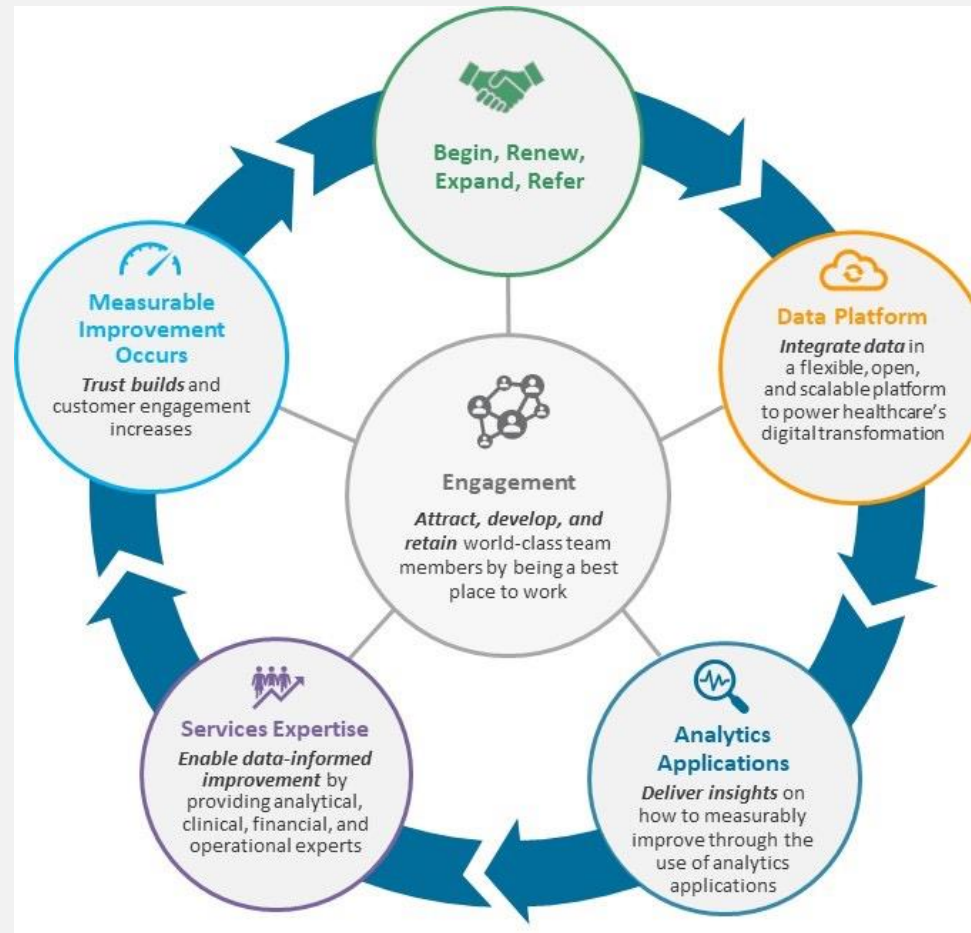 Begin, Renew,
Expand, Refer
Data Platform
Integrate data in
a flexible, open,
and scalable platform
to power healthcare's
digital transformation
Analytics
Applications
Deliver insights on
how to measurably
improve through the
use of analytics
applications
Services Expertise
Enable data-informed
improvement by
providing analytical,
clinical, financial, and
operational experts
Measurable
Improvement
Occurs
Trust builds and
customer engagement
increases
Engagement
Attract, develop, and
retain world-class team
members by being a best
place to work